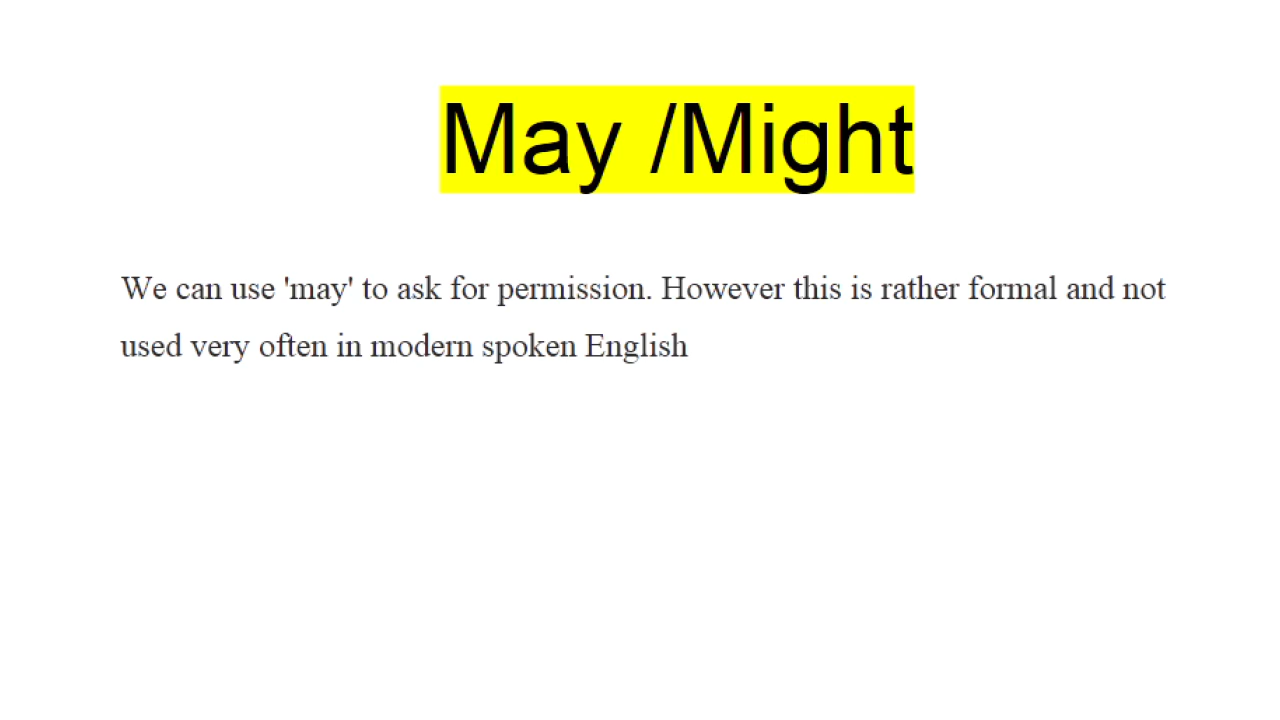 May /Might
We can use 'may' to ask for permission. However this is rather formal and not
used very often in modern spoken English